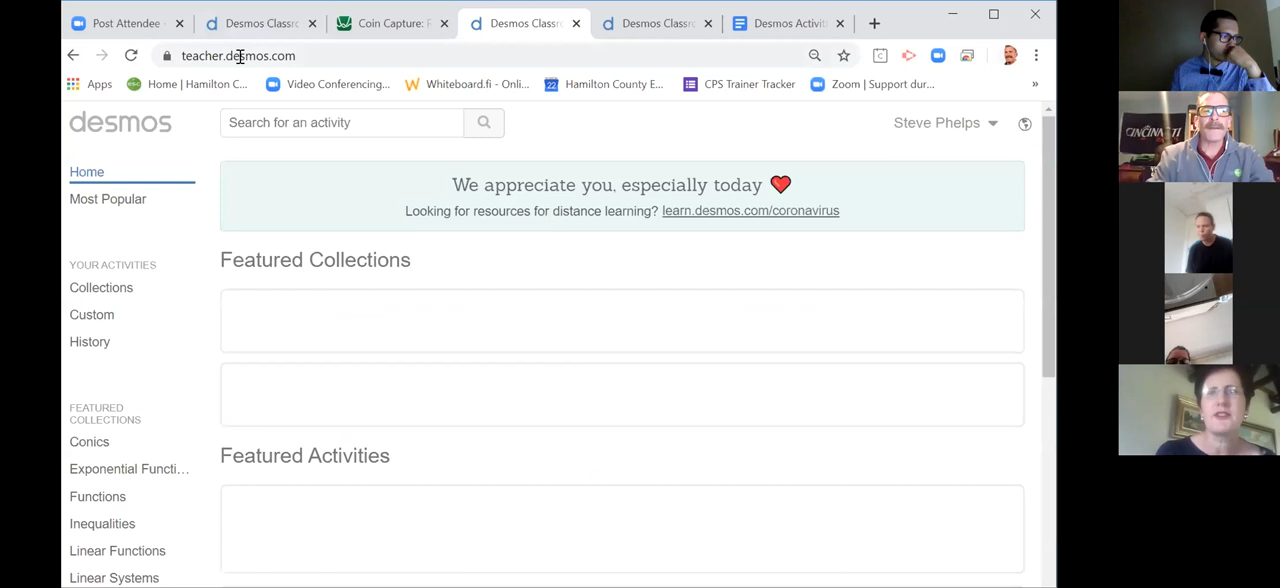 Post Attendee
Desmos Classro
Coin Capture: R
Desmos Classro
Desmos Classro
Desmos Activit
teacher.desmos.com
Apps
Home | Hamilton C...
Video Conferencing...
Whiteboard.fi - Onli...
22
Hamilton County E...
CPS Trainer Tracker
Zoom | Support dur...
»
desmos
Search for an activity
Steve Phelps
Home
Most Popular
We appreciate you, especially today ❤️
Looking for resources for distance learning? learn.desmos.com/coronavirus
YOUR ACTIVITIES
Collections
Custom
History
Featured Collections
FEATURED
COLLECTIONS
Conics
Exponential Functi...
Functions
Inequalities
Linear Functions
Linear Systems
Featured Activities
CINCINNATI